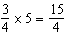 3/4 × 5 = 15/4